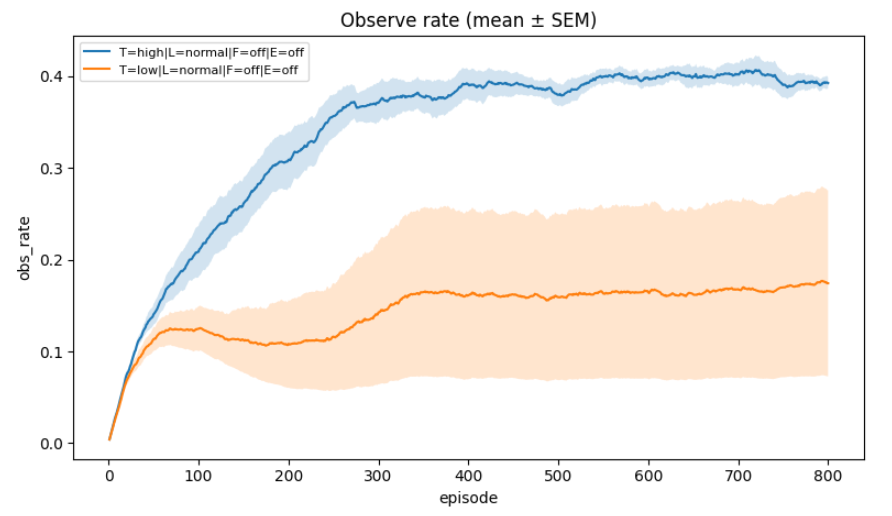 Observe rate (mean ± SEM)
T=high|L=normal|F=off|E=off
T=low|L=normal|F=off|E=off
obs_rate
0.4
0.3
0.2
0.1
0.0
0 100 200 300 400 500 600 700 800
episode